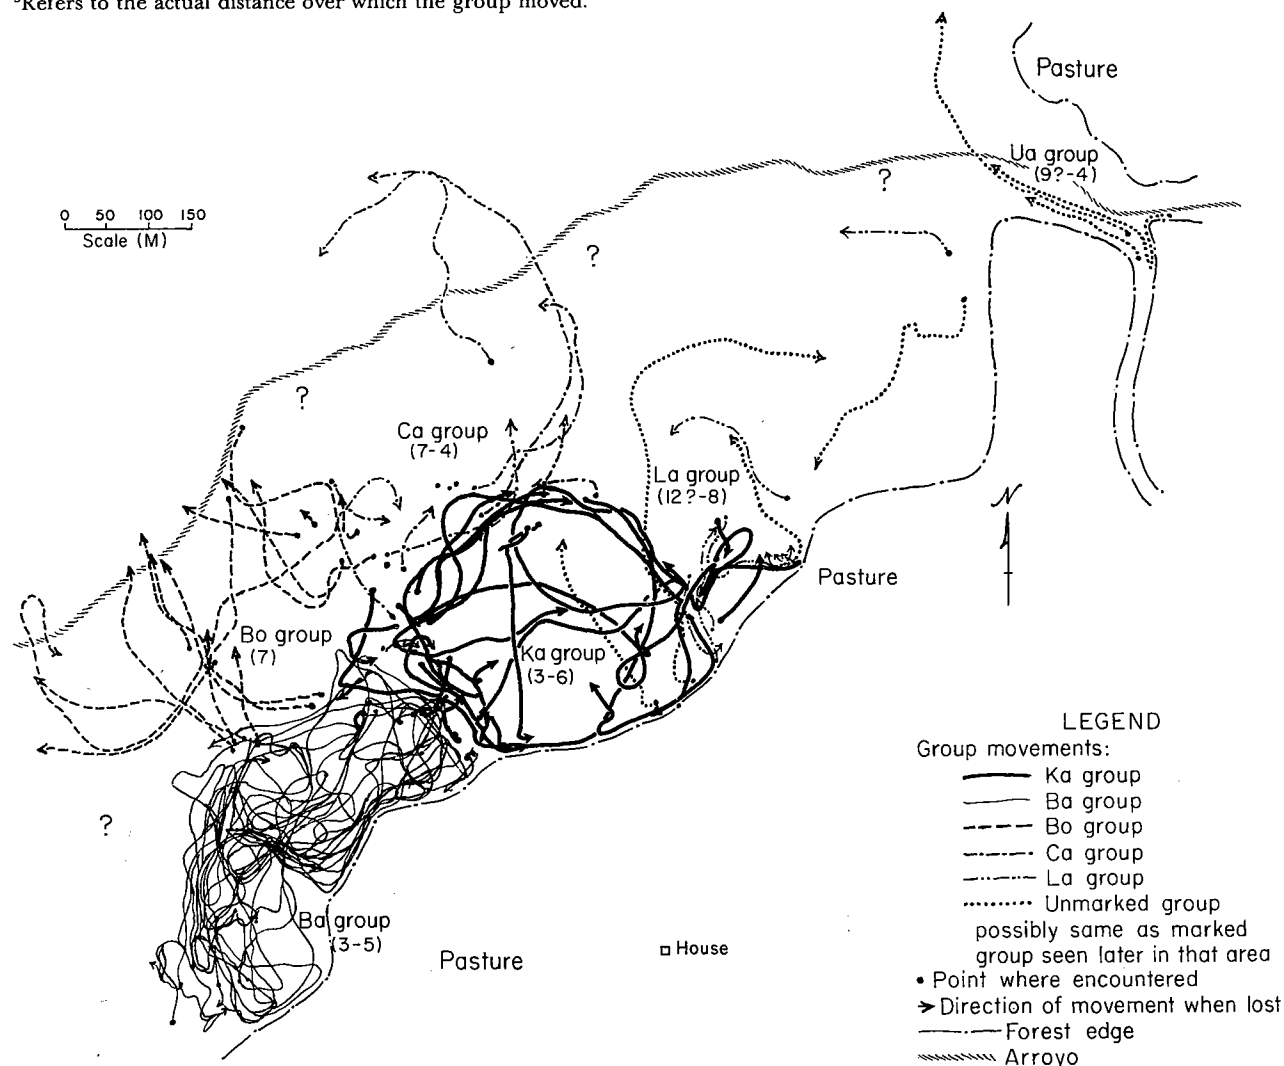 Refers to the actual distance over which the group moved.
Pasture
Ua group
(9?-4)
?
0 50 100 150
Scale (M)
?
?
Ca group
(7-4)
La group
(12?-8)
N
Pasture
Bo group
(7)
Ka group
(3-6)
?
Ba group
(3-5)
Pasture
House
LEGEND
Group movements:
Ka group
Ba group
Bo group
Ca group
La group
Unmarked group
possibly same as marked
group seen later in that area
Point where encountered
Direction of movement when lost
Forest edge
Arroyo